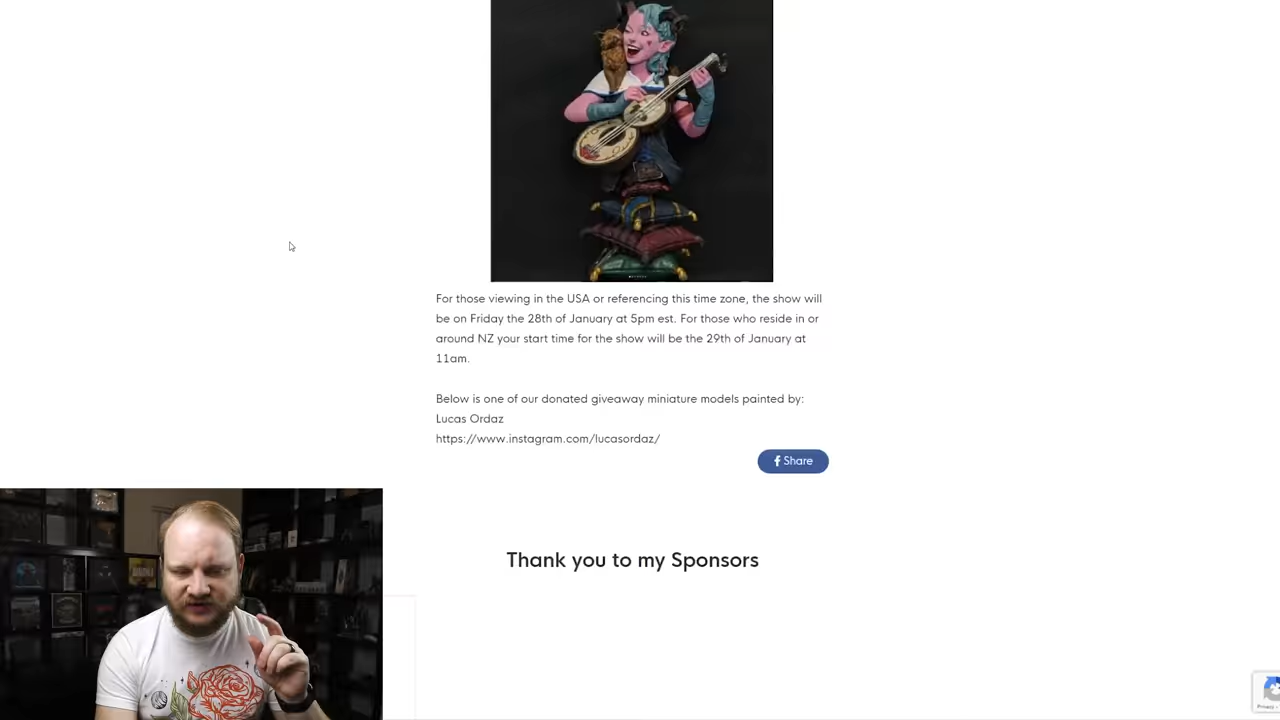 For those viewing in the USA or referencing this time zone, the show will
be on Friday the 28th of January at 5pm est. For those who reside in or
around NZ your start time for the show will be the 29th of January at
11am.
Below is one of our donated giveaway miniature models painted by:
Lucas Ordaz
https://www.instagram.com/lucasordaz/
Share
Thank you to my Sponsors